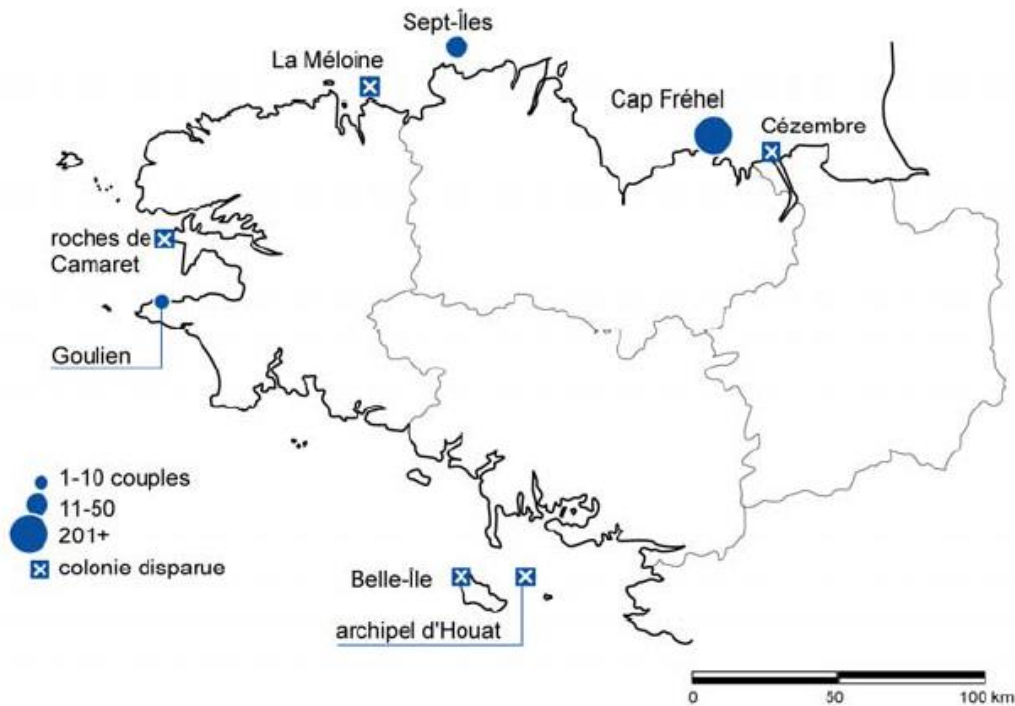 Sept-Îles
La Méloine
Cap Fréhel
Cézembre
roches de
Camaret
Goulien
1-10 couples
11-50
201+
colonie disparue
Belle-Île
archipel d'Houat
0 50 100 km